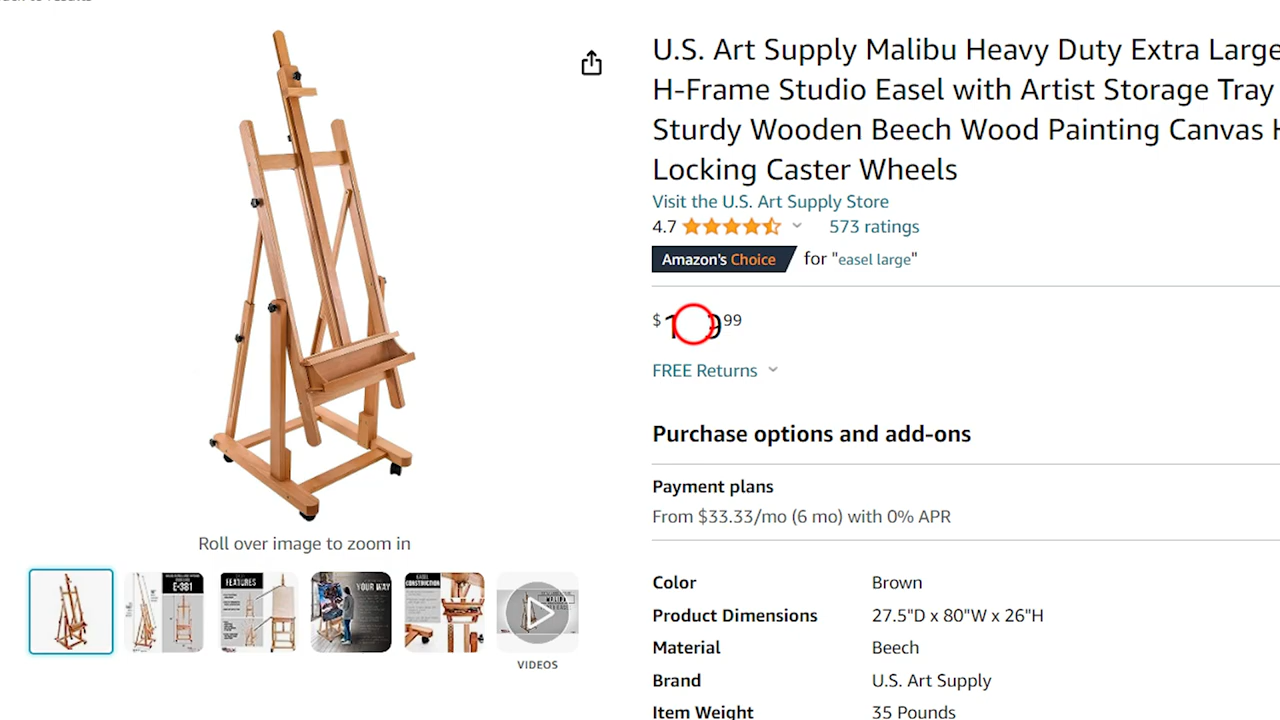 U.S. Art Supply Malibu Heavy Duty Extra Large
H-Frame Studio Easel with Artist Storage Tray
Sturdy Wooden Beech Wood Painting Canvas
Locking Caster Wheels
Visit the U.S. Art Supply Store
4.7 573 ratings
Amazon's Choice for "easel large"
$ 99
FREE Returns
Purchase options and add-ons
Payment plans
From $33.33/mo (6 mo) with 0% APR
Color Brown
Product Dimensions 27.5"D x 80"W x 26"H
Material Beech
Brand U.S. Art Supply
Item Weight 35 Pounds
Roll over image to zoom in
E-381
FEATURES
YOUR WAY
VIDEOS